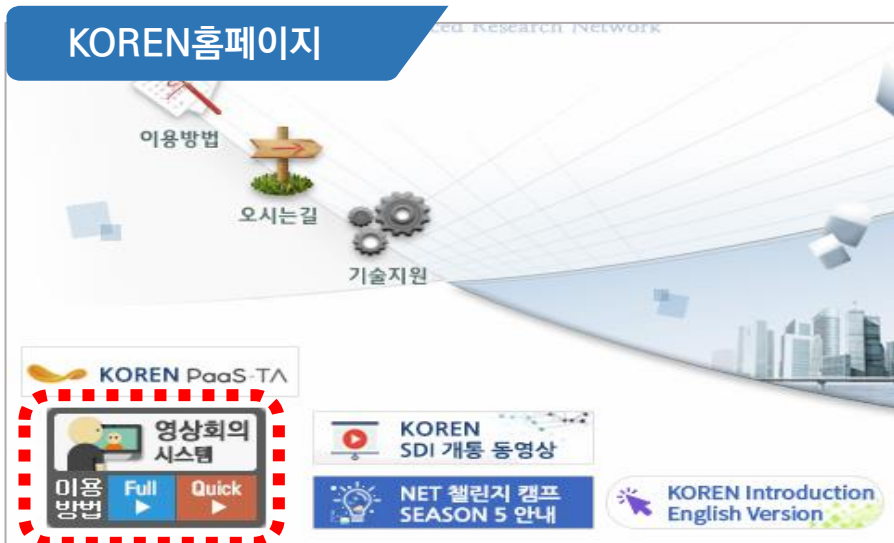 KOREN홈페이지
ced Research Network
이용방법
오시는길
기술지원
KOREN PaaS-TA
영상회의
시스템
이용
방법
Full
Quick
KOREN
SDI 개통 동영상
NET 챌린지 캠프
SEASON 5 안내
KOREN Introduction
English Version